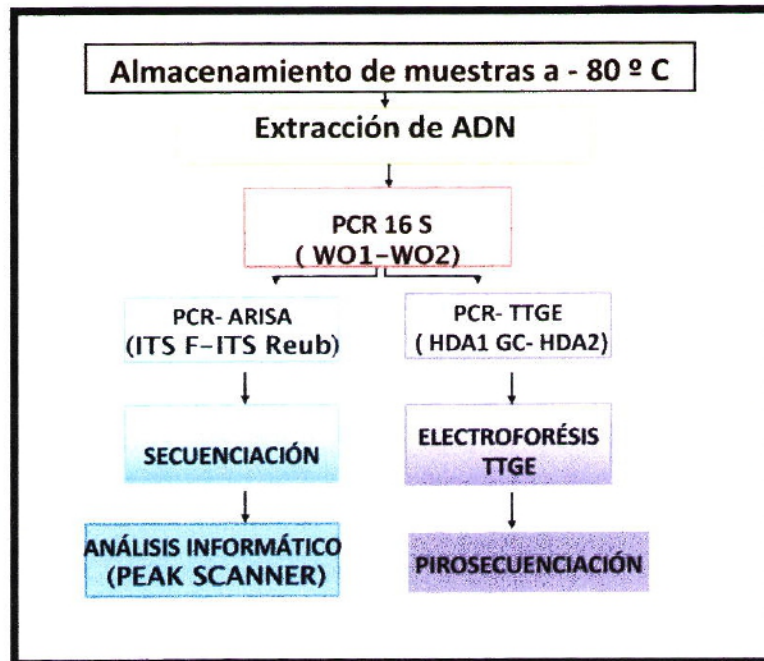 Almacenamiento de muestras a - 80 º C
Extracción de ADN
PCR 16 S
( WO1–WO2)
PCR- ARISA
(ITS F–ITS Reub)
SECUENCIACIÓN
ANÁLISIS INFORMÁTICO
(PEAK SCANNER)
PCR- TTGE
( HDA1 GC- HDA2)
ELECTROFORÉSIS
TTGE
PIROSECUENCIACIÓN